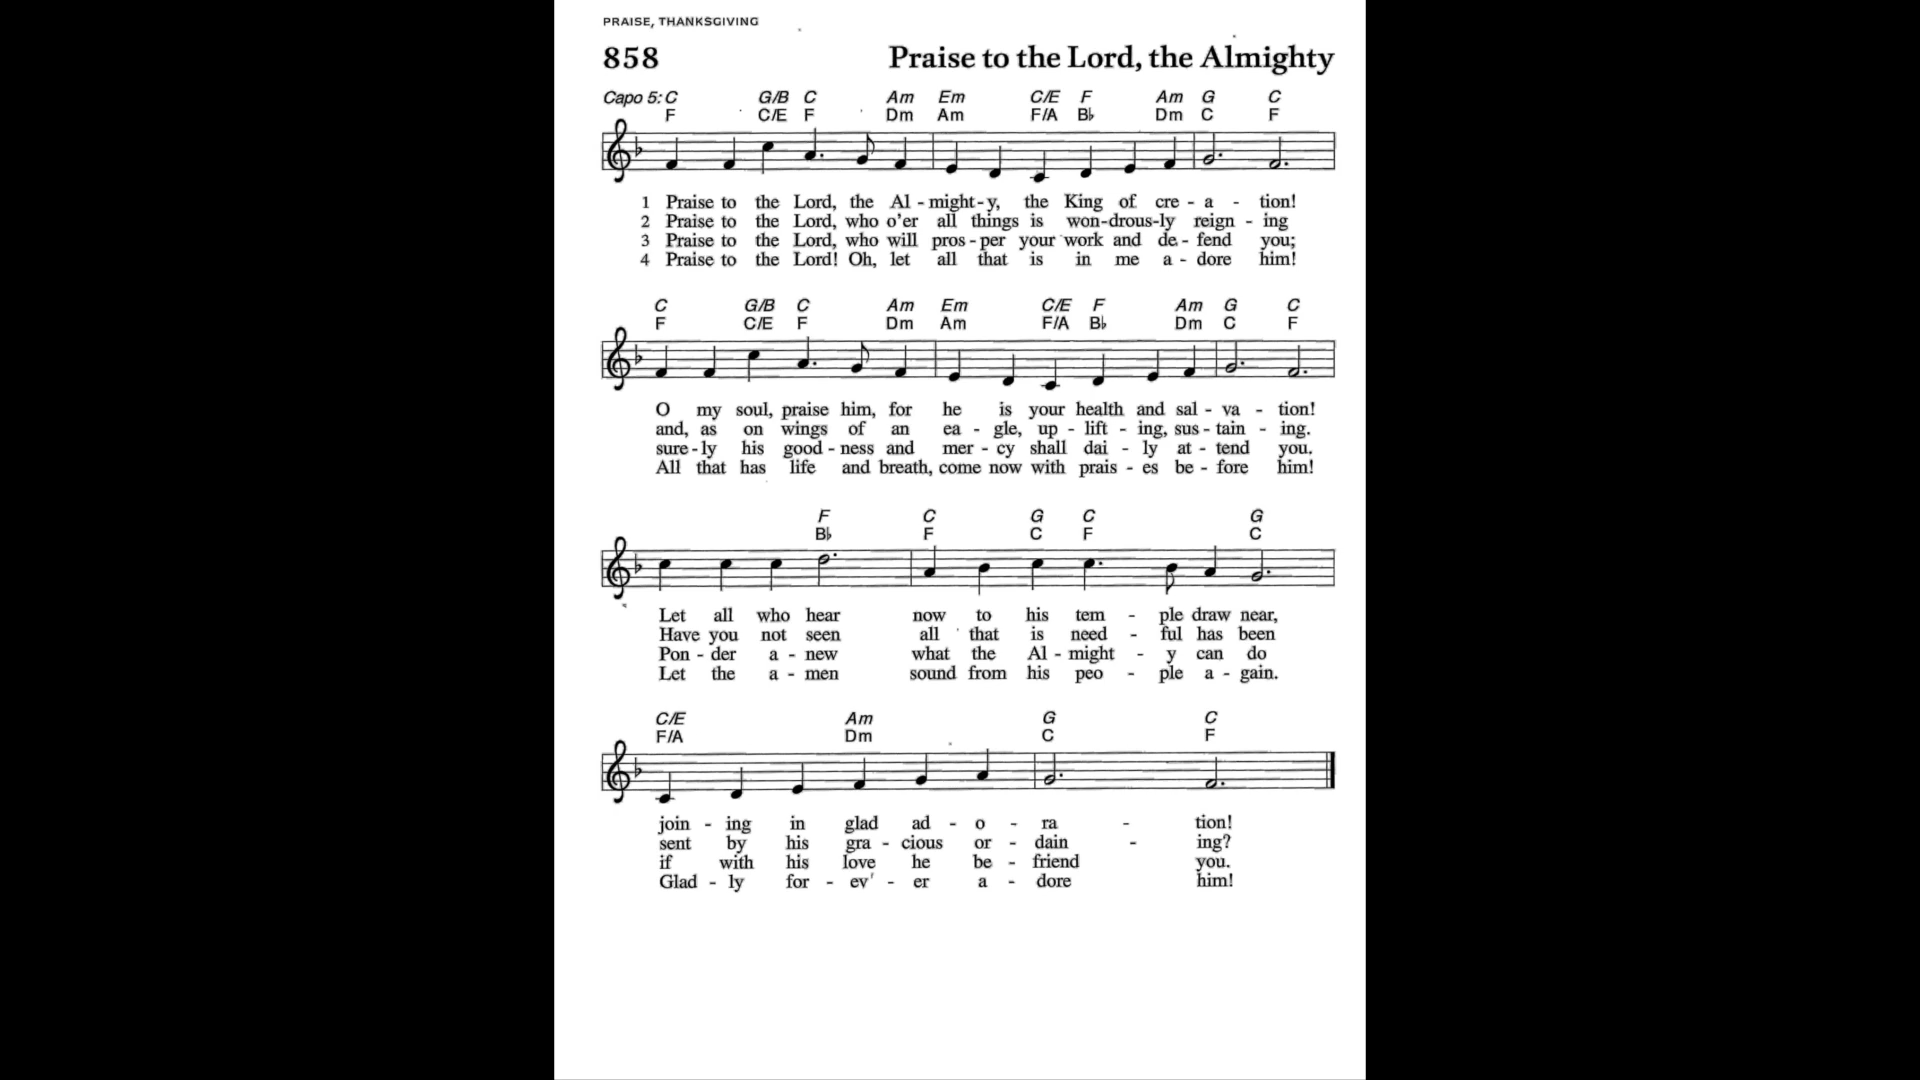 PRAISE, THANKSGIVING
858 Praise to the Lord, the Almighty
Capo 5: C G/B C Am Em C/E F Am G C
F C/E F Dm Am F/A B♭ Dm C F
1 Praise to the Lord, the Al - might - y, the King of cre - a - tion!
2 Praise to the Lord, who o'er all things is won - drous - ly reign - ing
3 Praise to the Lord, who will pros - per your work and de - fend you;
4 Praise to the Lord! Oh, let all that is in me a - dore him!
C G/B C Am Em C/E F Am G C
F C/E F Dm Am F/A B♭ Dm C F
O my soul, praise him, for he is your health and sal - va - tion!
and, as on wings of an ea - gle, up - lift - ing, sus - tain - ing.
sure - ly his good - ness and mer - cy shall dai - ly at - tend you.
All that has life and breath, come now with prais - es be - fore him!
F C G C G
B♭ F C F C
Let all who hear now to his tem - ple draw near,
Have you not seen all that is need - ful has been
Pon - der a - new what the Al - might - y can do
Let the a - men sound from his peo - ple a - gain.
C/E Am G C
F/A Dm C F
join - ing in glad ad - o - ra - tion!
sent by his gra - cious or - dain - ing?
if with his love he be - friend you.
Glad - ly for - ev - er a - dore him!